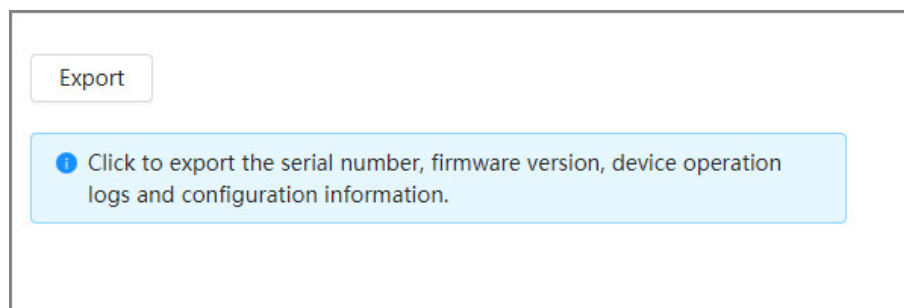 Export
Click to export the serial number, firmware version, device operation
logs and configuration information.